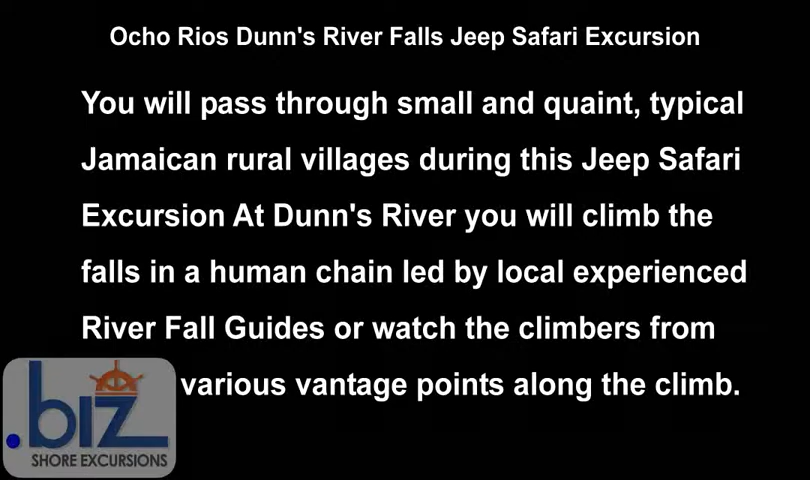 Ocho Rios Dunn's River Falls Jeep Safari Excursion
You will pass through small and quaint, typical
Jamaican rural villages during this Jeep Safari
Excursion At Dunn's River you will climb the
falls in a human chain led by local experienced
River Fall Guides or watch the climbers from
various vantage points along the climb.
.biz
SHORE EXCURSIONS